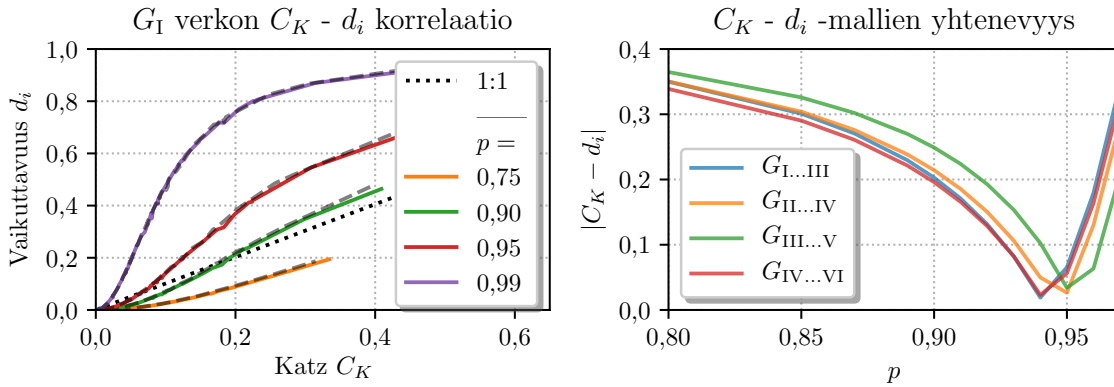 G_I verkon C_K - d_i korrelaatio
Vaikuttavuus d_i
1,0
0,8
0,6
0,4
0,2
0,0
0,0 0,2 0,4 0,6
Katz C_K
1:1
p =
0,75
0,90
0,95
0,99
C_K - d_i -mallien yhtenevyys
|C_K − d_i|
0,4
0,3
0,2
0,1
0,0
0,80 0,85 0,90 0,95
p
G_I...III
G_II...IV
G_III...V
G_IV...VI